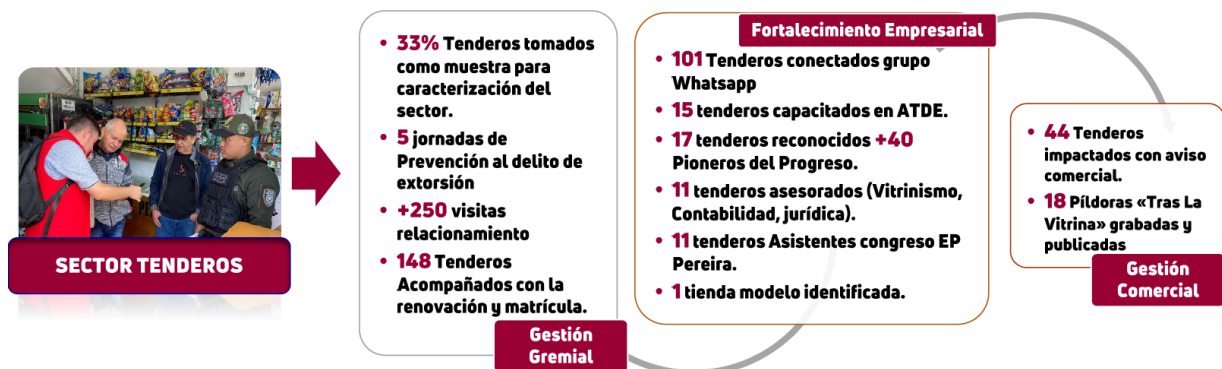 SECTOR TENDEROS
• 33% Tenderos tomados
como muestra para
caracterización del
sector.
• 5 jornadas de
Prevención al delito de
extorsión
• +250 visitas
relacionamiento
• 148 Tenderos
Acompañados con la
renovación y matrícula.
Gestión
Gremial
Fortalecimiento Empresarial
• 101 Tenderos conectados grupo
Whatsapp
• 15 tenderos capacitados en ATDE.
• 17 tenderos reconocidos +40
Pioneros del Progreso.
• 11 tenderos asesorados (Vitrinismo,
Contabilidad, jurídica).
• 11 tenderos Asistentes congreso EP
Pereira.
• 1 tienda modelo identificada.
• 44 Tenderos
impactados con aviso
comercial.
• 18 Píldoras «Tras La
Vitrina» grabadas y
publicadas
Gestión
Comercial